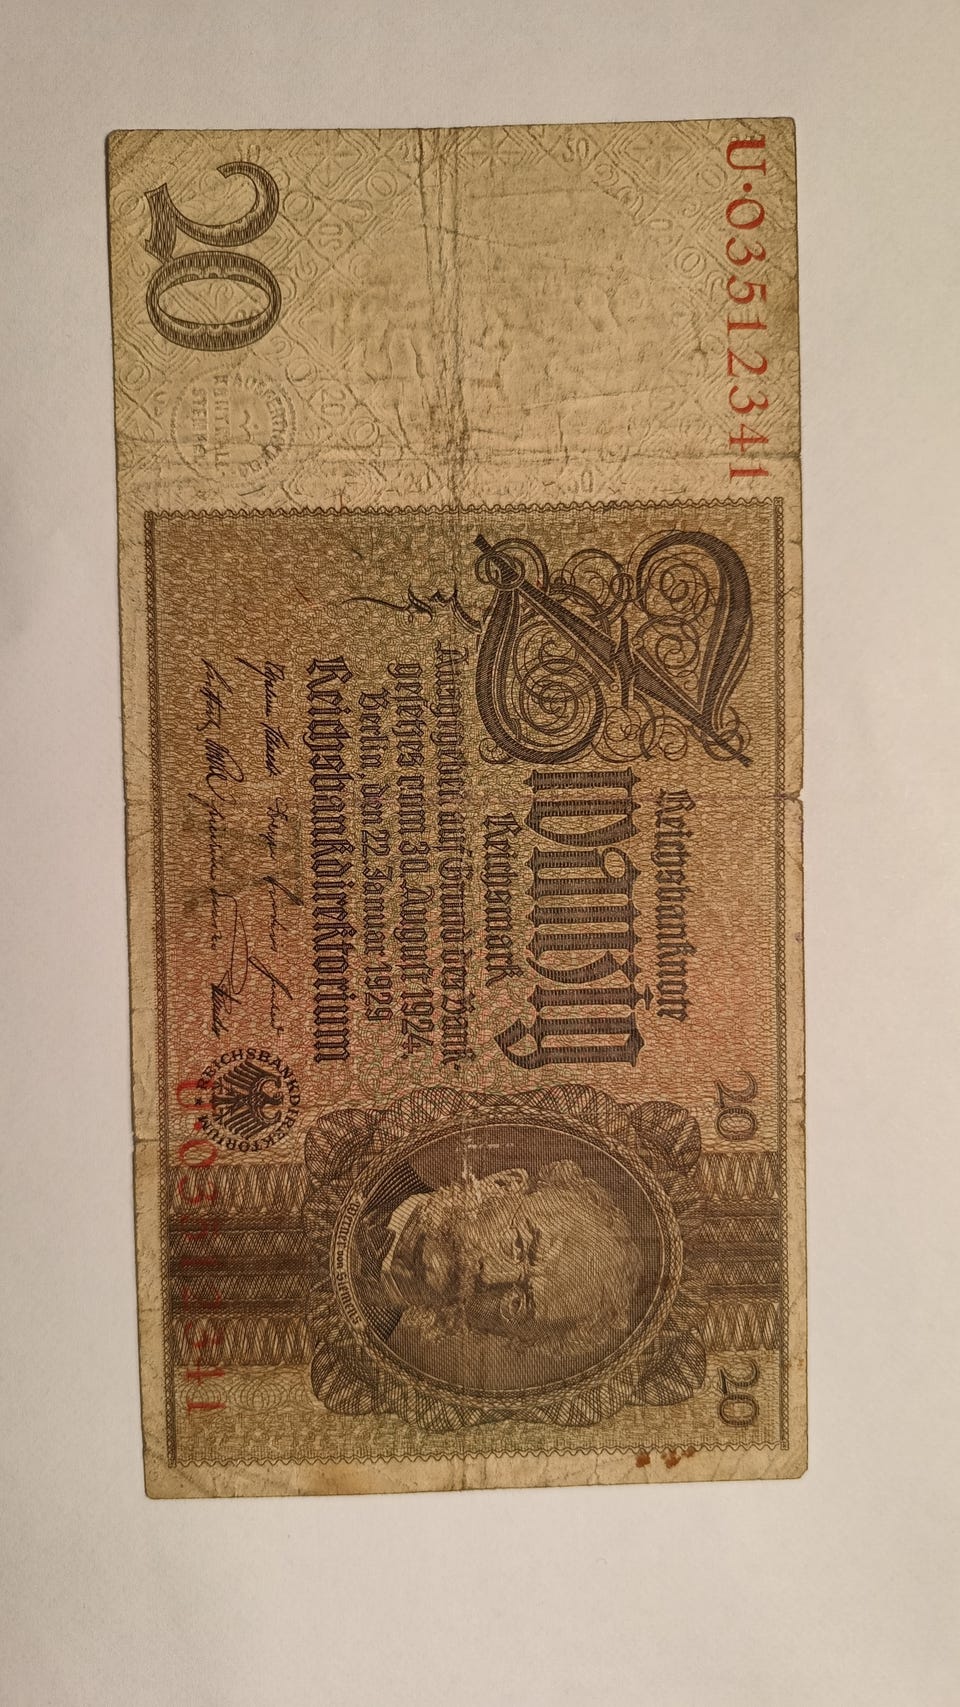 U·03512341
Reichsbanknote
20
20
Zwanzig
Reichsmark
Ausgegeben auf Grund des Bank-
gesetzes vom 30. August 1924.
Berlin, den 22. Januar 1929
Reichsbankdirektorium
REICHSBANKDIREKTORIUM
Werner von Siemens
20
U·03512341